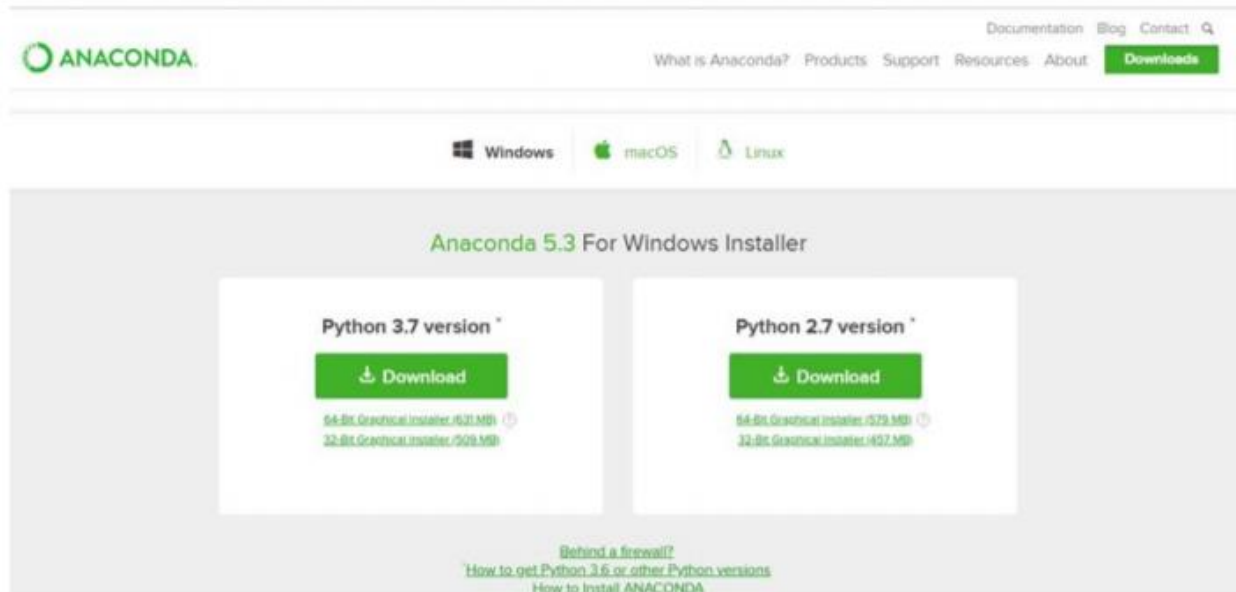 Documentation Blog Contact
ANACONDA.
What is Anaconda? Products Support Resources About Downloads
Windows macOS Linux
Anaconda 5.3 For Windows Installer
Python 3.7 version *
Python 2.7 version *
Download
Download
64-Bit Graphical Installer (631 MB) ?
64-Bit Graphical Installer (579 MB) ?
32-Bit Graphical Installer (509 MB)
32-Bit Graphical Installer (457 MB)
Behind a firewall?
*How to get Python 3.6 or other Python versions
How to Install ANACONDA